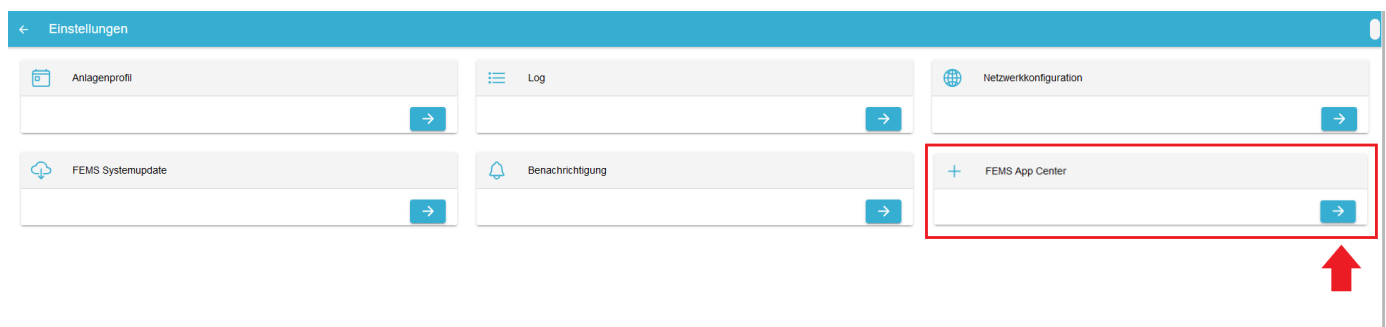 Einstellungen
Anlagenprofil
Log
Netzwerkkonfiguration
FEMS Systemupdate
Benachrichtigung
FEMS App Center